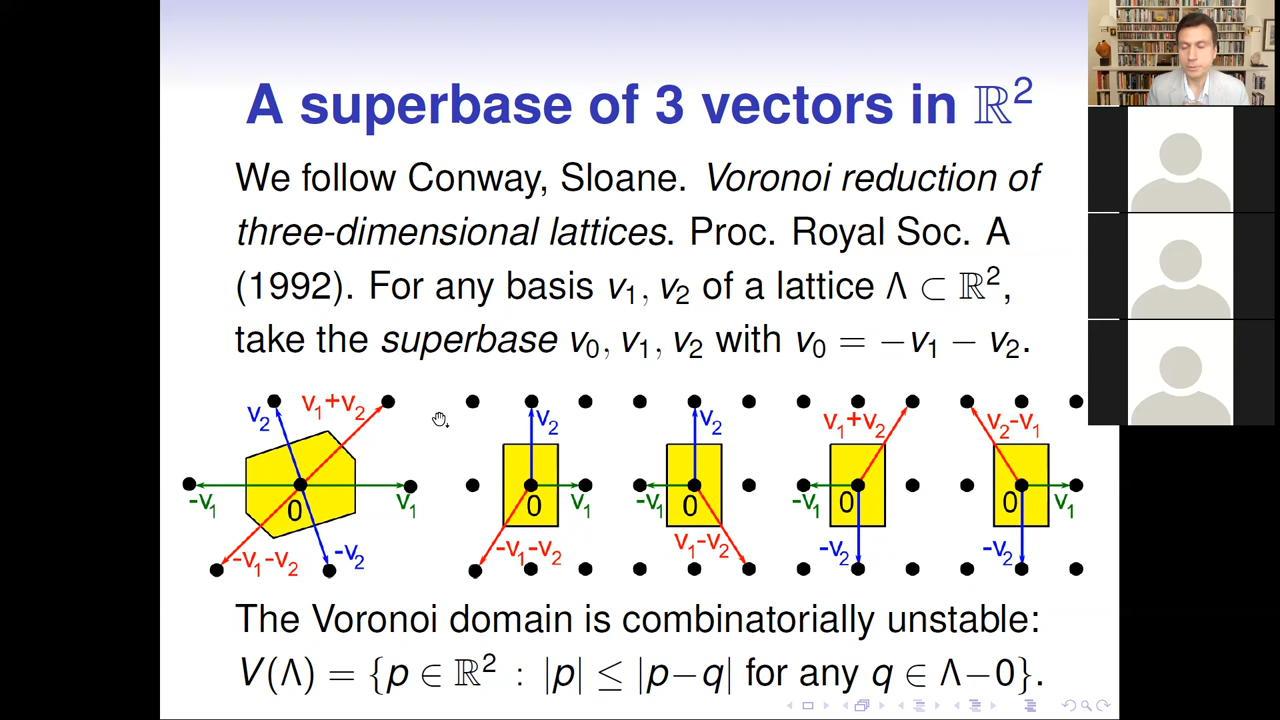 A superbase of 3 vectors in ℝ²
We follow Conway, Sloane. Voronoi reduction of
three-dimensional lattices. Proc. Royal Soc. A
(1992). For any basis v₁, v₂ of a lattice Λ ⊂ ℝ²,
take the superbase v₀, v₁, v₂ with v₀ = −v₁ − v₂.
v₂ v₁+v₂ -v₁ 0 v₁ -v₁-v₂ -v₂
v₂ 0 v₁ -v₁-v₂
v₂ -v₁ 0 v₁-v₂
v₁+v₂ -v₁ 0 -v₂
v₂-v₁ 0 v₁ -v₂
The Voronoi domain is combinatorially unstable:
V(Λ) = {p ∈ ℝ² : |p| ≤ |p−q| for any q ∈ Λ−0}.